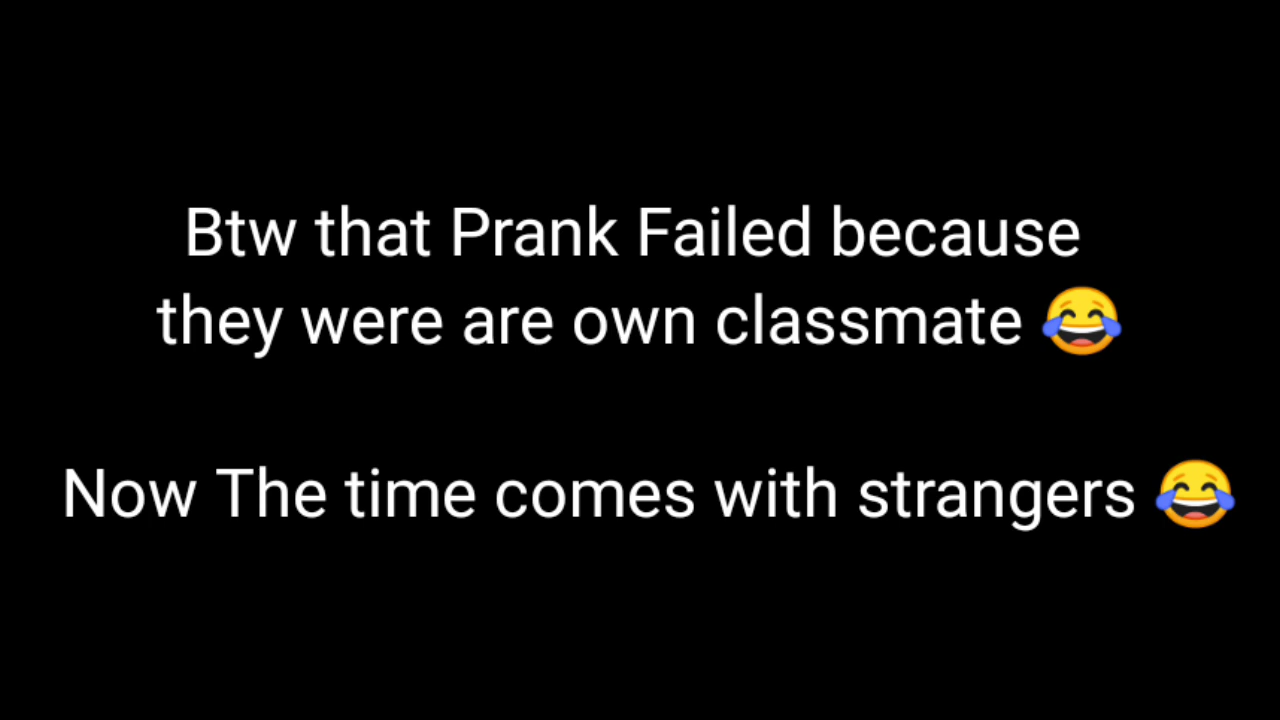 Btw that Prank Failed because
they were are own classmate 😂
Now The time comes with strangers 😂